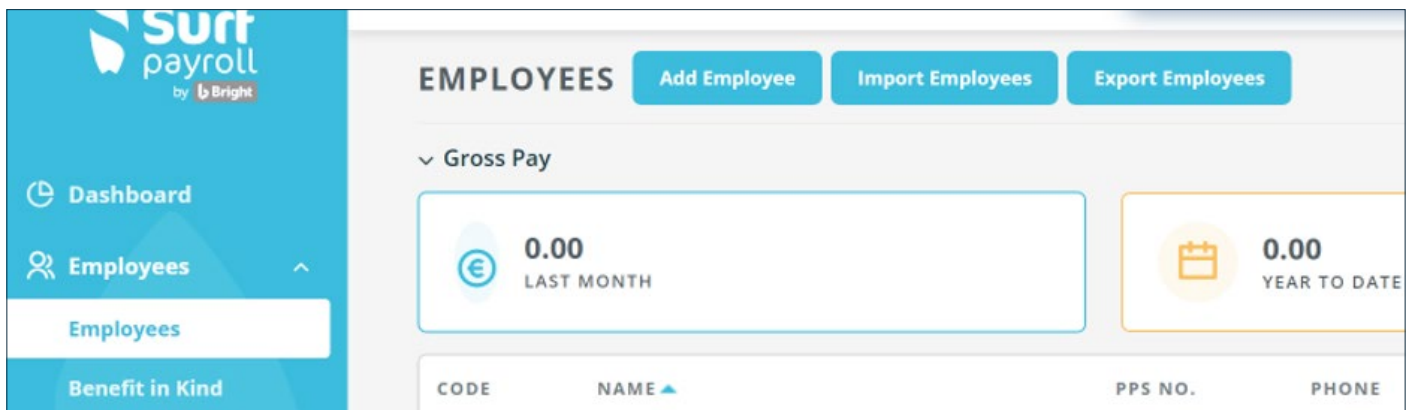 Surf
payroll
by Bright
Dashboard
Employees
Employees
Benefit in Kind
EMPLOYEES Add Employee Import Employees Export Employees
Gross Pay
€ 0.00
LAST MONTH
0.00
YEAR TO DATE
CODE NAME PPS NO. PHONE